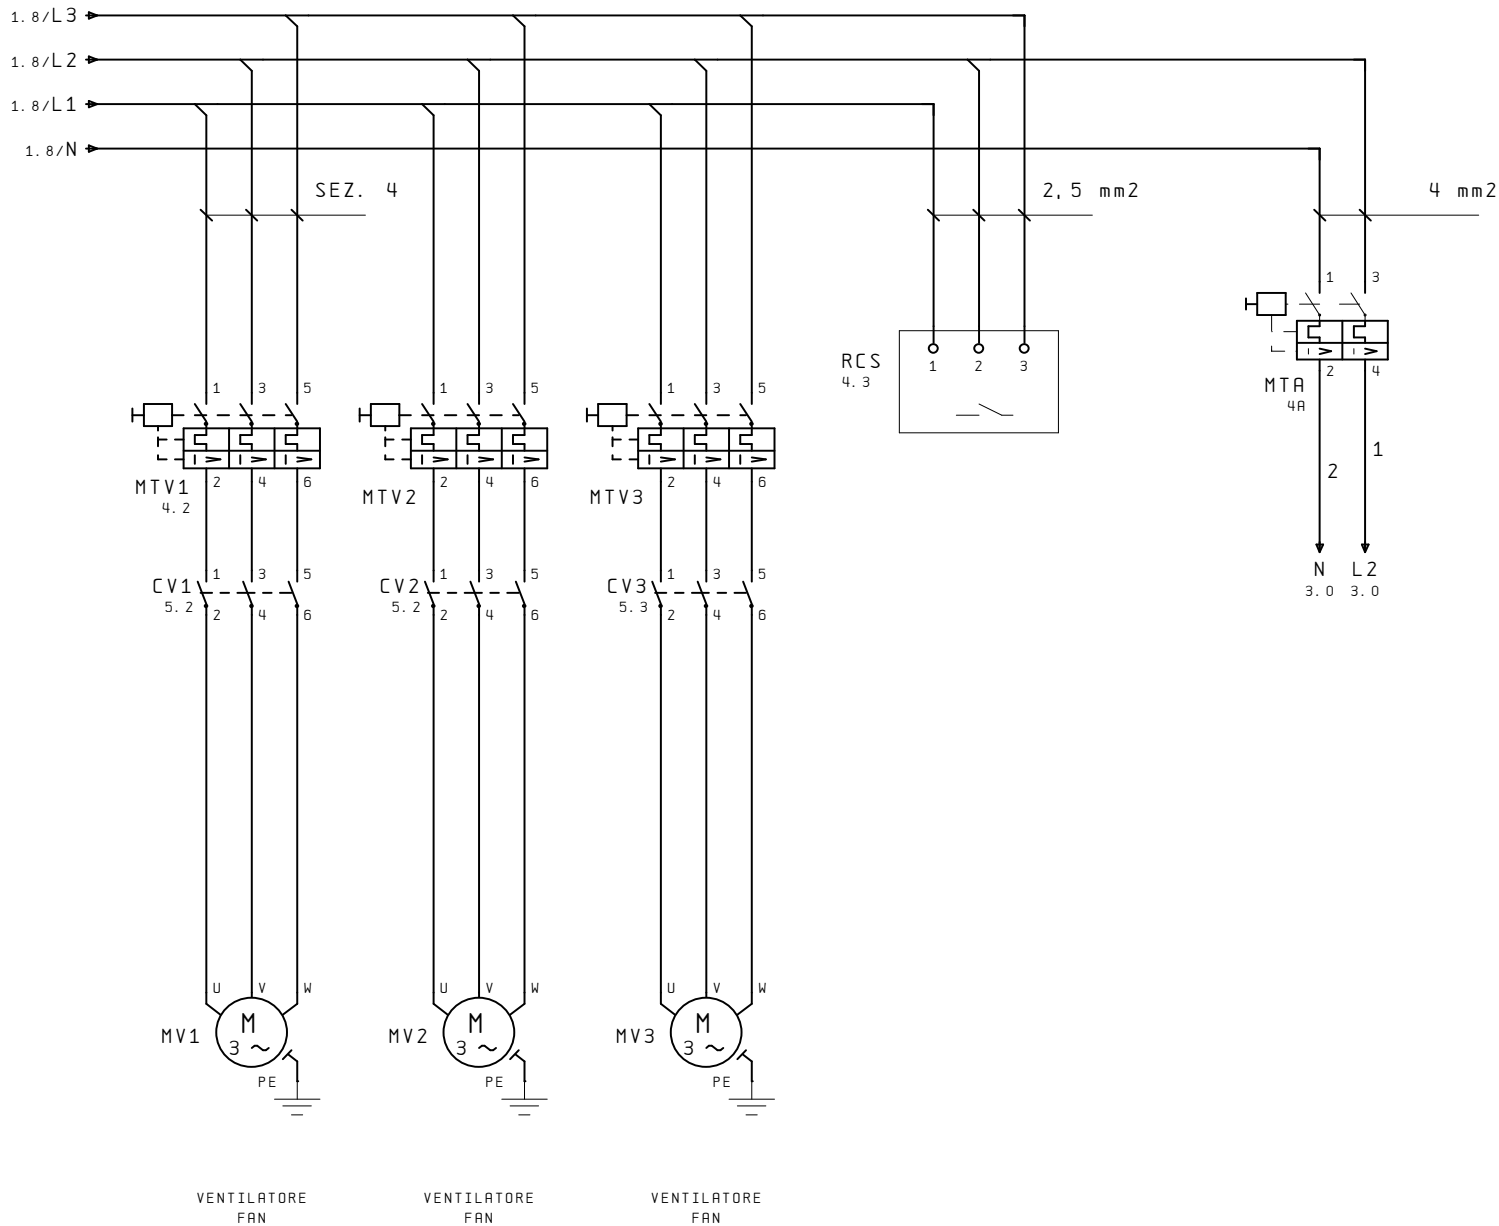 1.8/L3
1.8/L2
1.8/L1
1.8/N
SEZ. 4
2,5 mm2
4 mm2
1 3
RCS
4.3
1 2 3
2 4
MTA
4A
1 3 5
1 3 5
1 3 5
2 1
MTV1
4.2
2 4 6
MTV2
2 4 6
MTV3
2 4 6
N L2
3.0 3.0
CV1
5.2
1 3 5
2 4 6
CV2
5.2
1 3 5
2 4 6
CV3
5.3
1 3 5
2 4 6
U V W
U V W
U V W
MV1
M
3 ~
PE
MV2
M
3 ~
PE
MV3
M
3 ~
PE
VENTILATORE
FAN
VENTILATORE
FAN
VENTILATORE
FAN